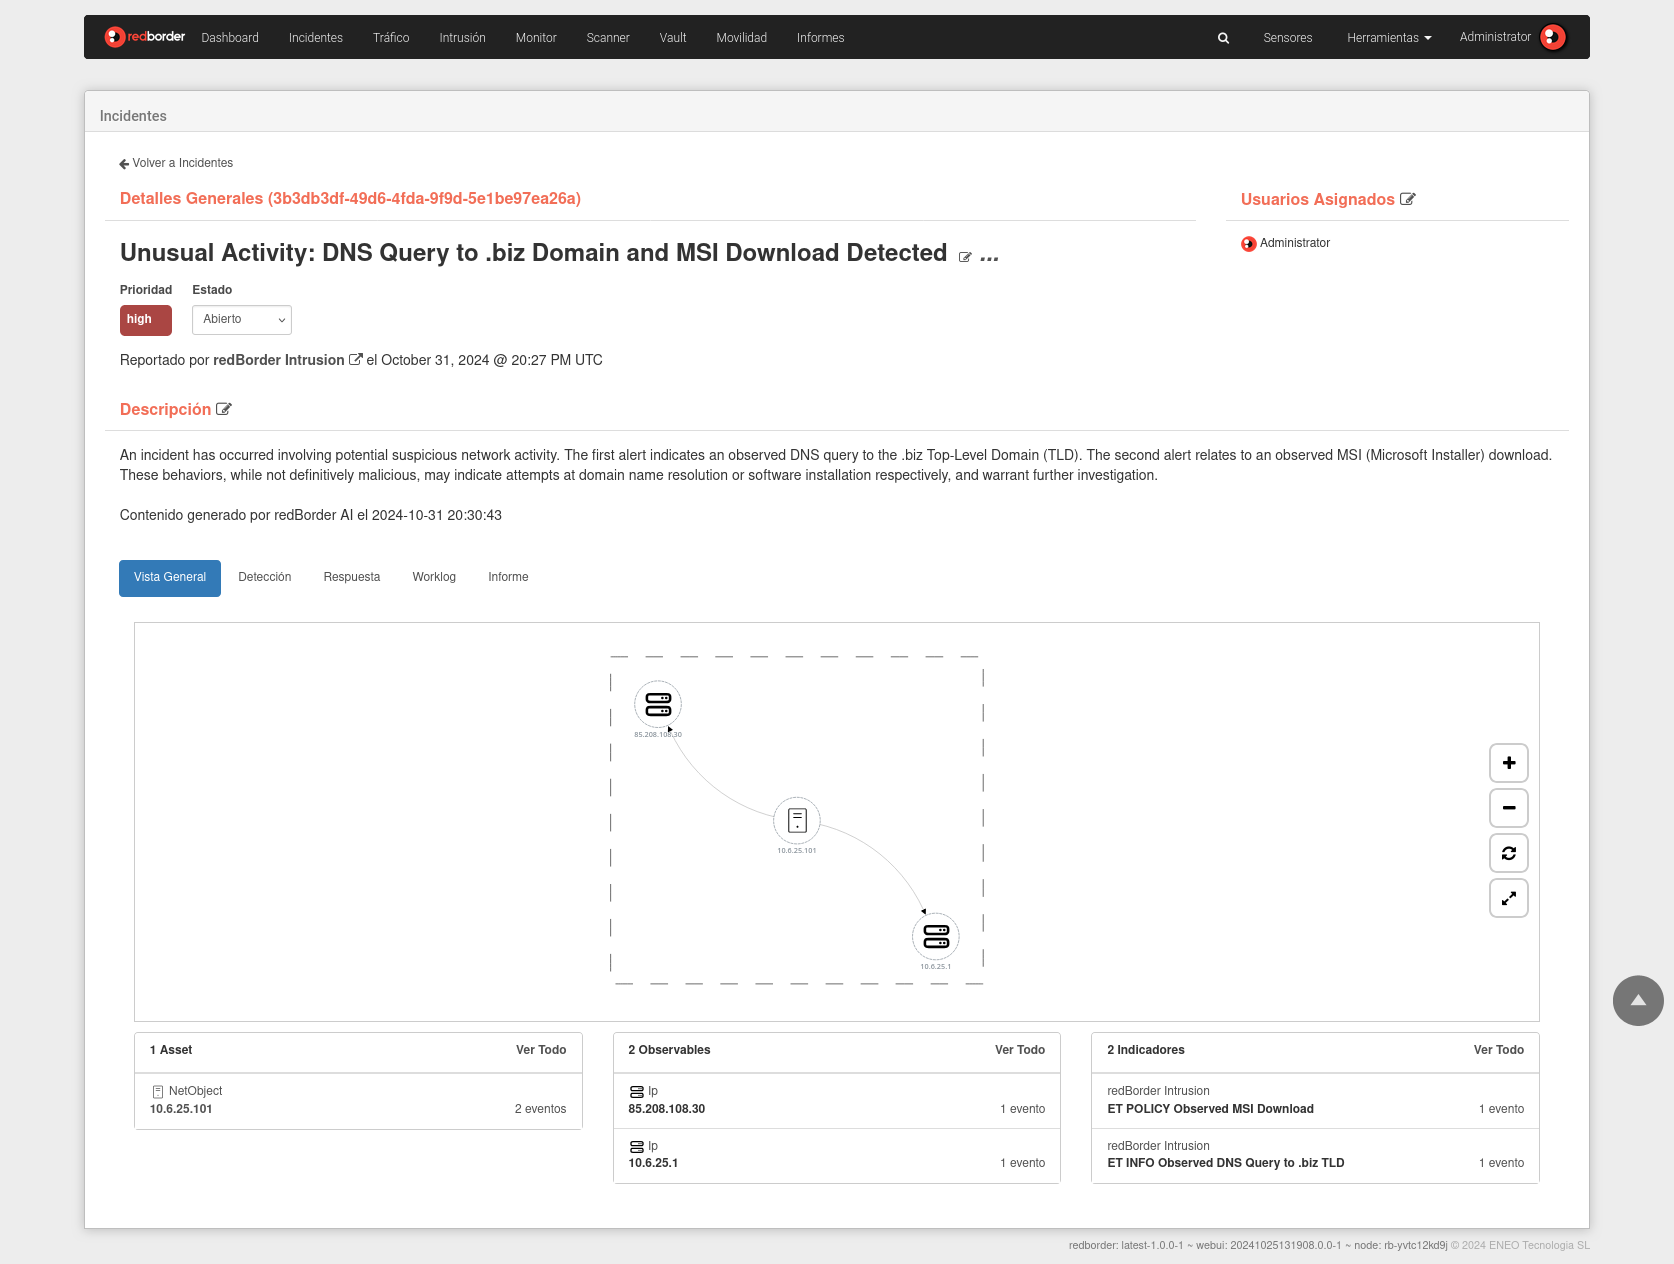 redborder Dashboard Incidentes Tráfico Intrusión Monitor Scanner Vault Movilidad Informes Sensores Herramientas Administrator
Incidentes
Volver a Incidentes
Detalles Generales (3b3db3df-49d6-4fda-9f9d-5e1be97ea26a)
Usuarios Asignados
Unusual Activity: DNS Query to .biz Domain and MSI Download Detected ...
Administrator
Prioridad Estado
high Abierto
Reportado por redBorder Intrusion el October 31, 2024 @ 20:27 PM UTC
Descripción
An incident has occurred involving potential suspicious network activity. The first alert indicates an observed DNS query to the .biz Top-Level Domain (TLD). The second alert relates to an observed MSI (Microsoft Installer) download.
These behaviors, while not definitively malicious, may indicate attempts at domain name resolution or software installation respectively, and warrant further investigation.
Contenido generado por redBorder AI el 2024-10-31 20:30:43
Vista General Detección Respuesta Worklog Informe
85.208.108.30
10.6.25.101
10.6.25.1
1 Asset Ver Todo
NetObject
10.6.25.101 2 eventos
2 Observables Ver Todo
Ip
85.208.108.30 1 evento
Ip
10.6.25.1 1 evento
2 Indicadores Ver Todo
redBorder Intrusion
ET POLICY Observed MSI Download 1 evento
redBorder Intrusion
ET INFO Observed DNS Query to .biz TLD 1 evento
redborder: latest-1.0.0-1 ~ webui: 20241025131908.0.0-1 ~ node: rb-yvtc12kd9j © 2024 ENEO Tecnologia SL